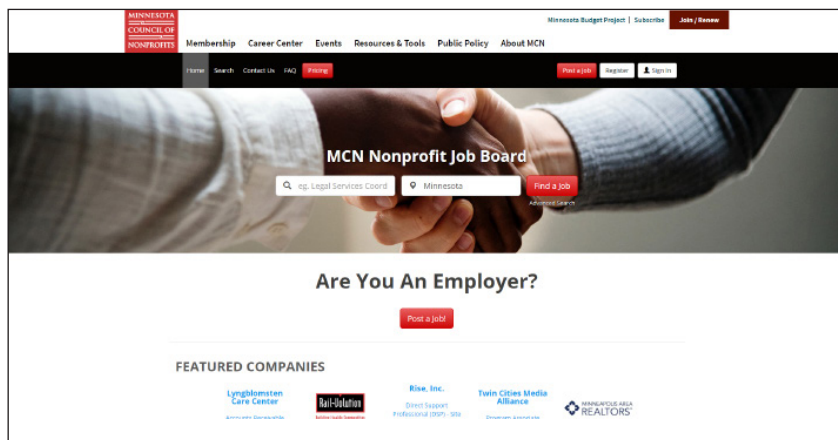 MINNESOTA
COUNCIL OF
NONPROFITS
Minnesota Budget Project | Subscribe
Join / Renew
Membership Career Center Events Resources & Tools Public Policy About MCN
Home Search Contact Us FAQ Pricing
Post a Job Register Sign In
MCN Nonprofit Job Board
eg. Legal Services Coord Minnesota Find a Job
Advanced Search
Are You An Employer?
Post a Job!
FEATURED COMPANIES
Lyngblomsten
Care Center
Rail~Volution
Rise, Inc.
Direct Support
Professional (DSP) - Site
Twin Cities Media
Alliance
MINNEAPOLIS AREA
REALTORS